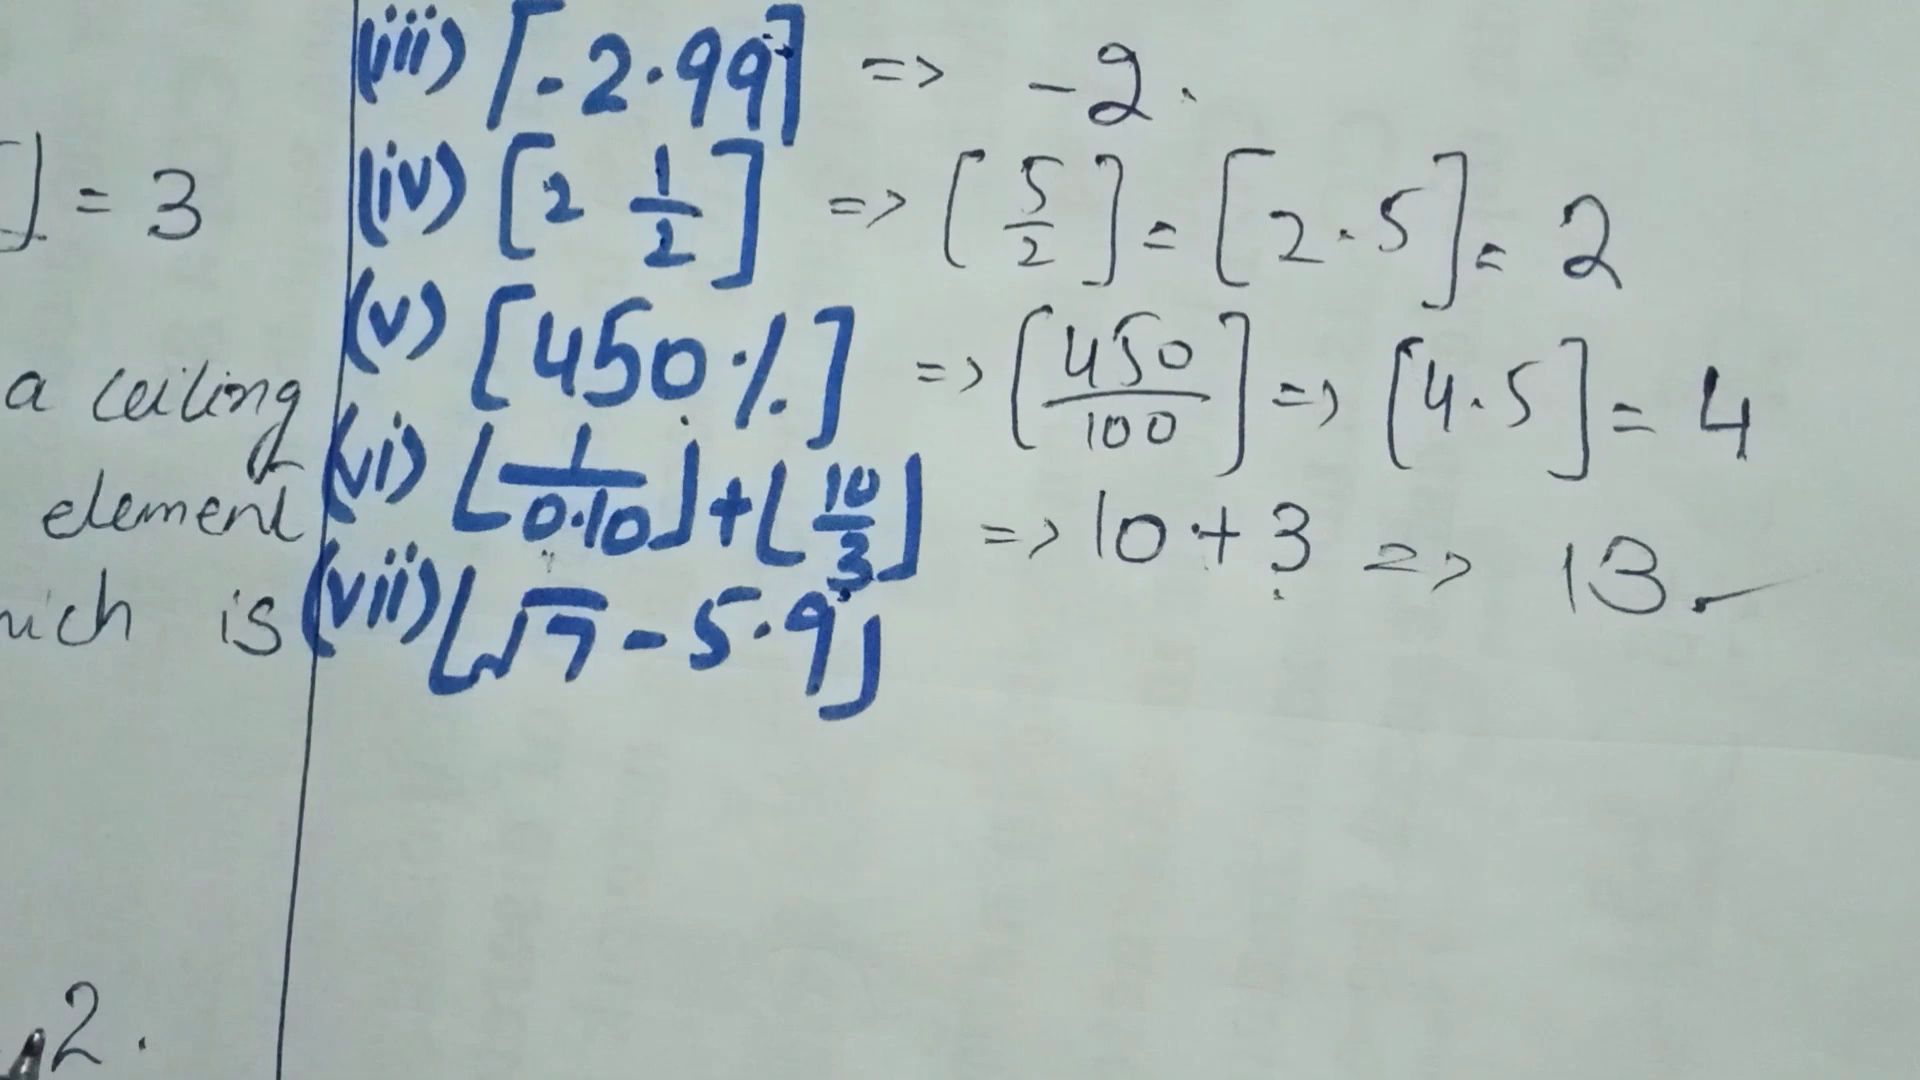 ⌋ = 3
a ceiling
element
is
2.
(iii) ⌈-2.99⌉ => -2.
(iv) [2 1/2] => [5/2] = [2.5] = 2
(v) [450%] => [450/100] => [4.5] = 4
(vi) ⌊1/0.10⌋ + ⌊10/3⌋ => 10 + 3 => 13.
(vii) ⌊√7 - 5.9⌋